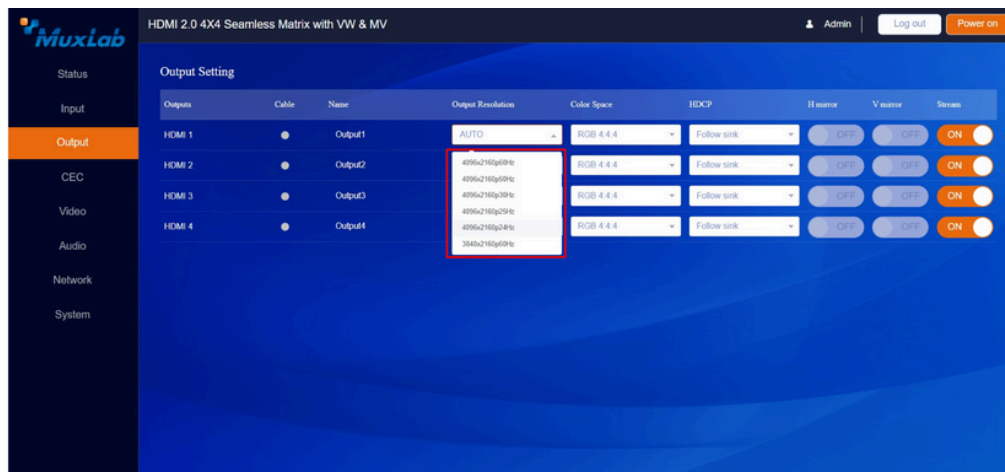 MuxLab
HDMI 2.0 4X4 Seamless Matrix with VW & MV
Admin
Log out
Power on
Status
Input
Output
CEC
Video
Audio
Network
System
Output Setting
Outputs Cable Name Output Resolution Color Space HDCP H mirror V mirror Stream
HDMI 1 Output1 AUTO RGB 4:4:4 Follow sink OFF OFF ON
HDMI 2 Output2 RGB 4:4:4 Follow sink OFF OFF ON
HDMI 3 Output3 RGB 4:4:4 Follow sink OFF OFF ON
HDMI 4 Output4 RGB 4:4:4 Follow sink OFF OFF ON
4096x2160p60Hz
4096x2160p50Hz
4096x2160p30Hz
4096x2160p25Hz
4096x2160p24Hz
3840x2160p60Hz